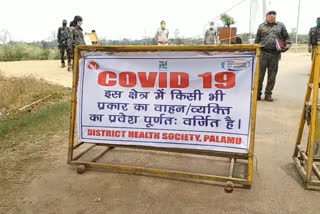 COVID 19
इस क्षेत्र में किसी भी
प्रकार का वाहन/व्यक्ति
का प्रवेश पूर्णतः वर्जित है।
DISTRICT HEALTH SOCIETY, PALAMU